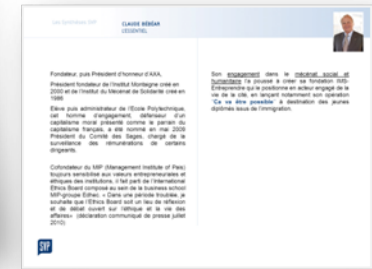 Les Synthèses SVP
CLAUDE BÉBÉAR
L'ESSENTIEL
Fondateur, puis Président d'honneur d'AXA.
Président fondateur de l'Institut Montaigne créé en
2000 et de l'Institut du Mécénat de Solidarité créé en
1986.
Elève puis administrateur de l'Ecole Polytechnique,
cet homme d'engagement, défenseur d'un
capitalisme moral présenté comme le parrain du
capitalisme français, a été nommé en mai 2009
Président du Comité des Sages, chargé de la
surveillance des rémunérations de certains
dirigeants.
Cofondateur du MIP (Management Institute of Paris)
toujours sensibilisé aux valeurs entrepreneuriales et
éthiques des institutions, il fait parti de l'International
Ethics Board composé au sein de la business school
MIP-groupe Edhec. « Dans une période troublée, je
souhaite que l'Ethics Board soit un lieu de réflexion
et de débat ouvert sur l'éthique et la vie des
affaires» (déclaration communiqué de presse juillet
2010)
Son engagement dans le mécénat social et
humanitaire l'a poussé à créer sa fondation IMS-
Entreprendre qui le positionne en acteur engagé de la
vie de la cité, en lançant notamment son opération
"Ca va être possible" à destination des jeunes
diplômés issus de l'immigration.
SVP